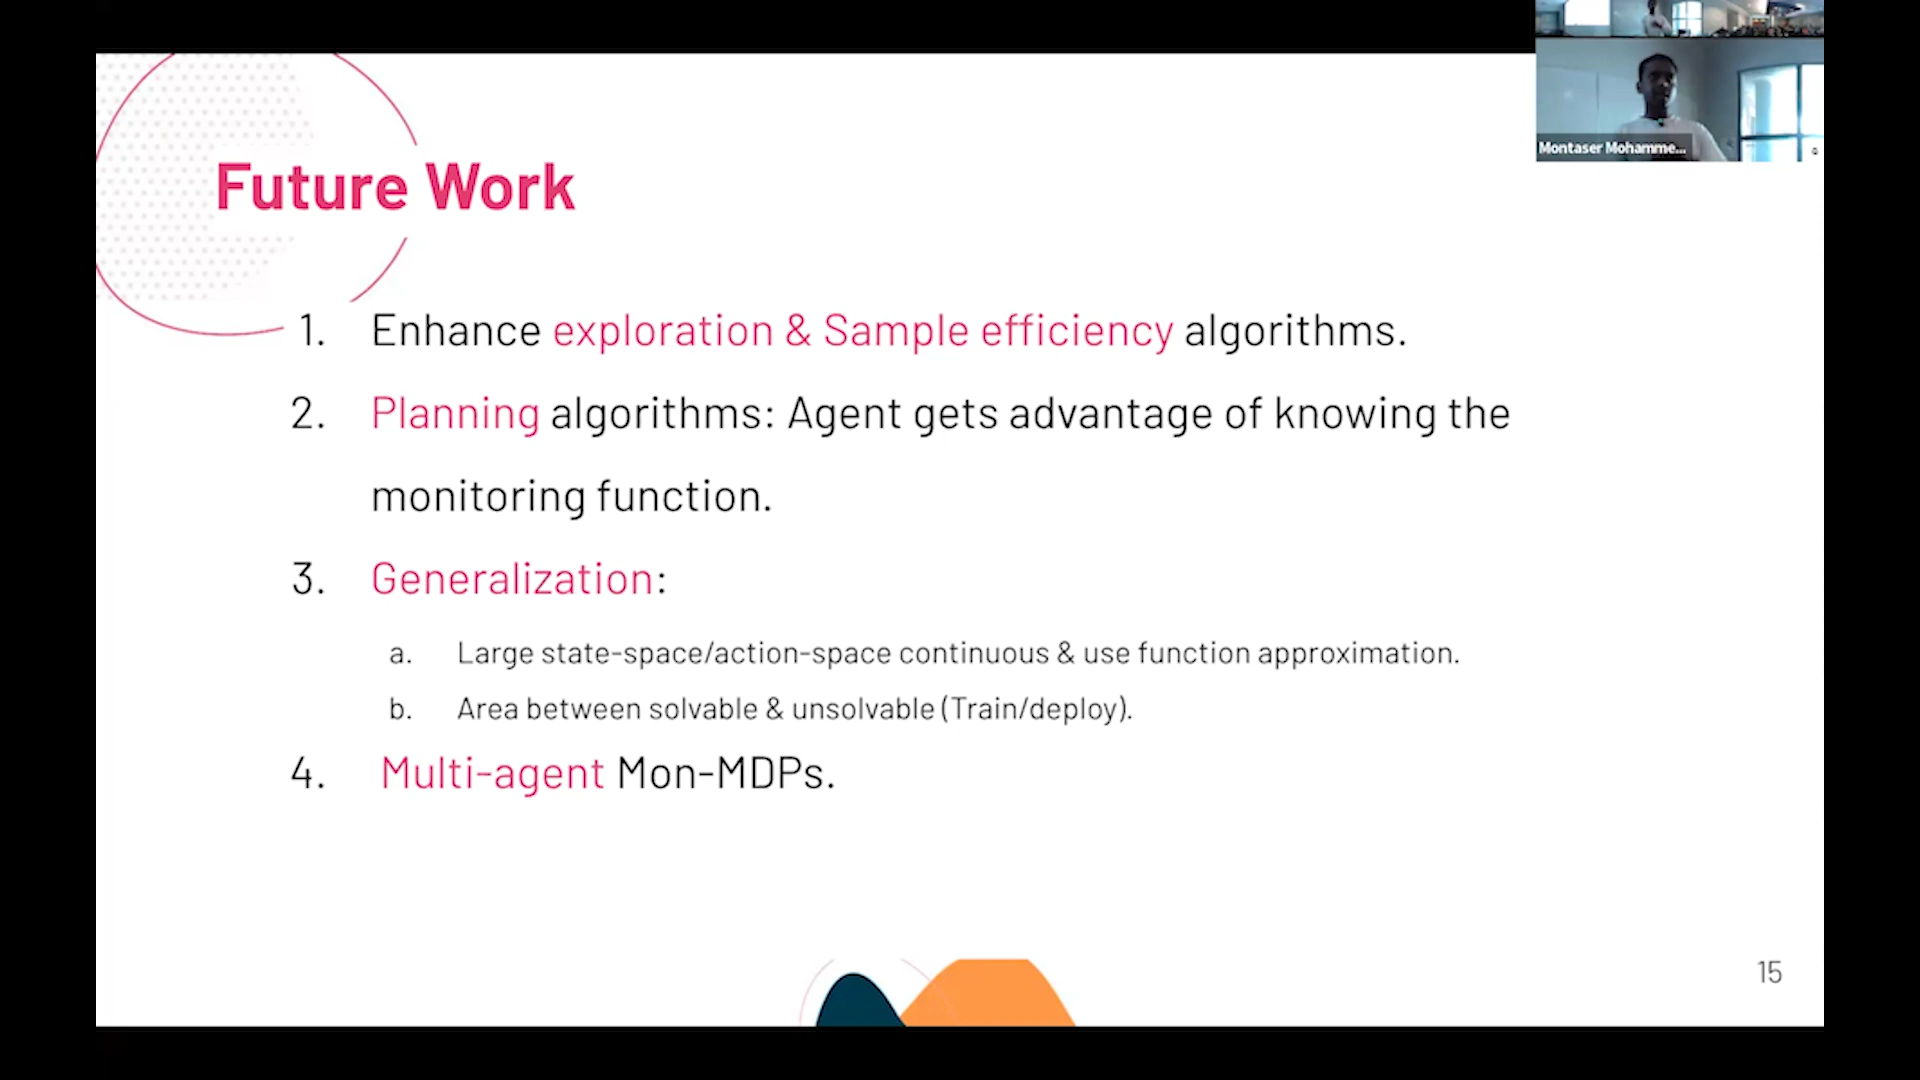 Montaser Mohamme...
Future Work
1. Enhance exploration & Sample efficiency algorithms.
2. Planning algorithms: Agent gets advantage of knowing the
monitoring function.
3. Generalization:
a. Large state-space/action-space continuous & use function approximation.
b. Area between solvable & unsolvable (Train/deploy).
4. Multi-agent Mon-MDPs.
15